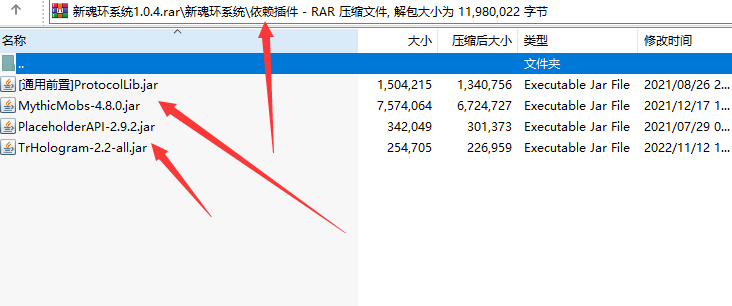 新魂环系统1.0.4.rar\新魂环系统\依赖插件 - RAR 压缩文件, 解包大小为 11,980,022 字节
名称 大小 压缩后大小 类型 修改时间
.. 文件夹
[通用前置]ProtocolLib.jar 1,504,215 1,340,756 Executable Jar File 2021/08/26 2...
MythicMobs-4.8.0.jar 7,574,064 6,724,727 Executable Jar File 2021/12/17 1...
PlaceholderAPI-2.9.2.jar 342,049 301,373 Executable Jar File 2021/07/29 0...
TrHologram-2.2-all.jar 254,705 226,959 Executable Jar File 2022/11/12 1...